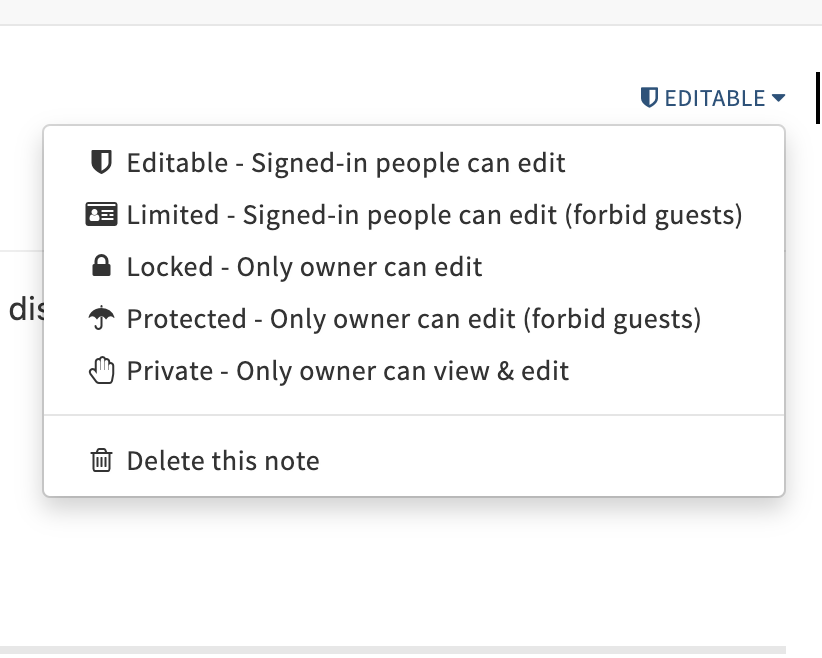 EDITABLE
Editable - Signed-in people can edit
Limited - Signed-in people can edit (forbid guests)
Locked - Only owner can edit
dis
Protected - Only owner can edit (forbid guests)
Private - Only owner can view & edit
Delete this note